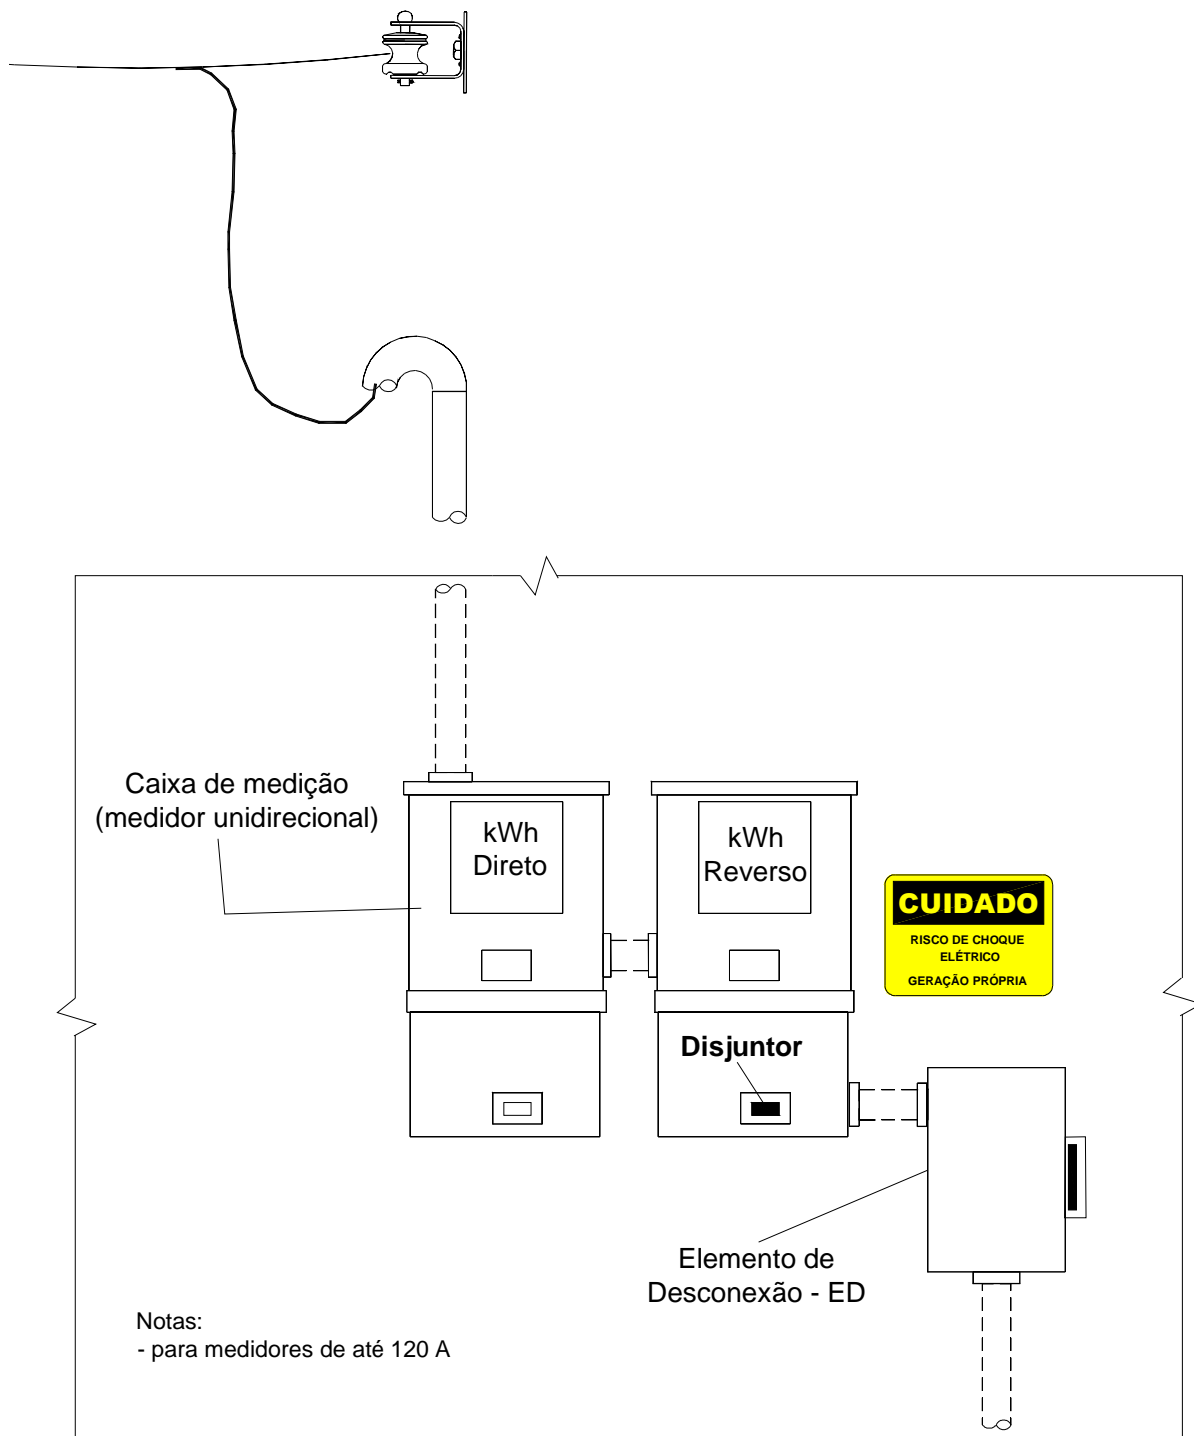 Caixa de medição
(medidor unidirecional)
kWh
Direto
kWh
Reverso
CUIDADO
RISCO DE CHOQUE
ELÉTRICO
GERAÇÃO PRÓPRIA
Disjuntor
Elemento de
Desconexão - ED
Notas:
- para medidores de até 120 A